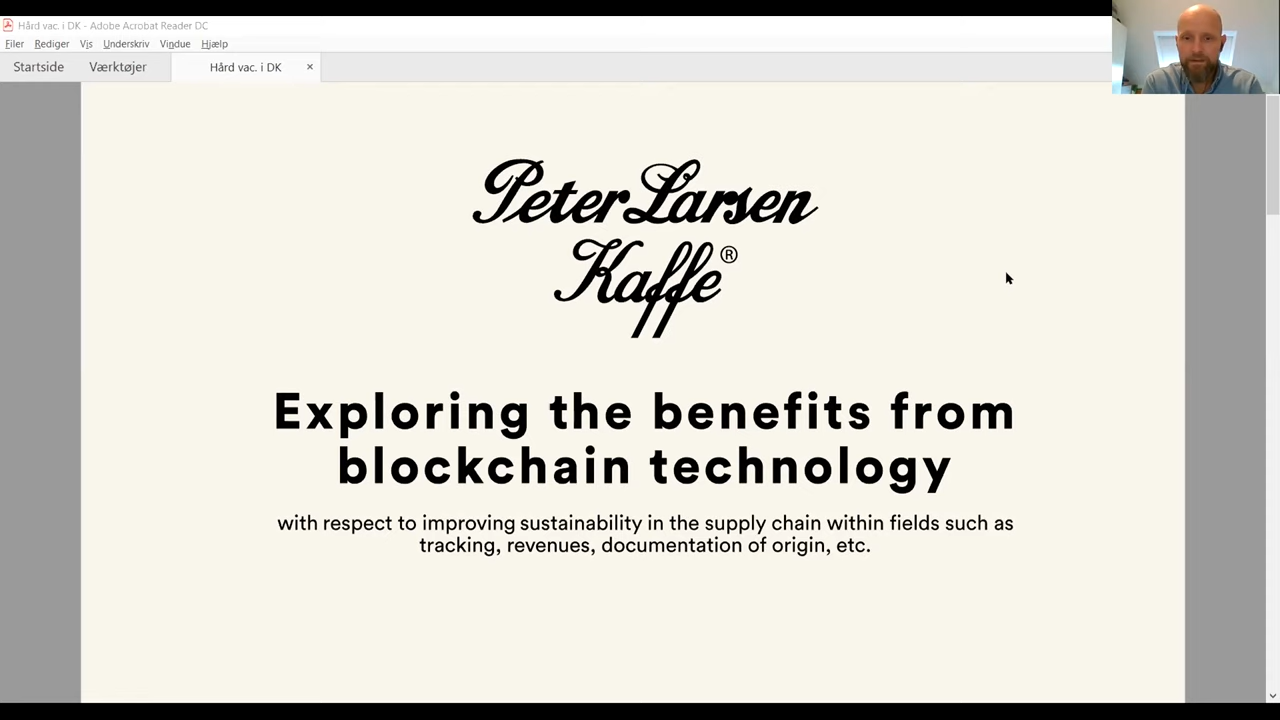 Hård vac. i DK - Adobe Acrobat Reader DC
Filer Rediger Vis Underskriv Vindue Hjælp
Startside Værktøjer Hård vac. i DK ×
Peter Larsen
Kaffe®
Exploring the benefits from
blockchain technology
with respect to improving sustainability in the supply chain within fields such as
tracking, revenues, documentation of origin, etc.